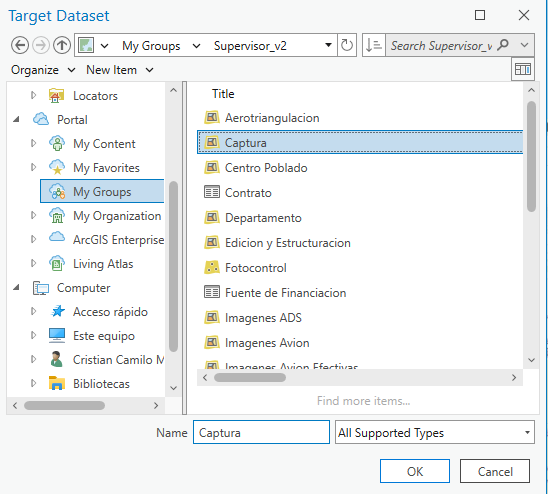 Target Dataset
My Groups Supervisor_v2 Search Supervisor_v
Organize New Item
Locators
Portal
My Content
My Favorites
My Groups
My Organization
ArcGIS Enterprise
Living Atlas
Computer
Acceso rápido
Este equipo
Cristian Camilo M
Bibliotecas
Title
Aerotriangulacion
Captura
Centro Poblado
Contrato
Departamento
Edicion y Estructuracion
Fotocontrol
Fuente de Financiacion
Imagenes ADS
Imagenes Avion
Imagenes Avion Efectivas
Find more items...
Name Captura All Supported Types
OK Cancel